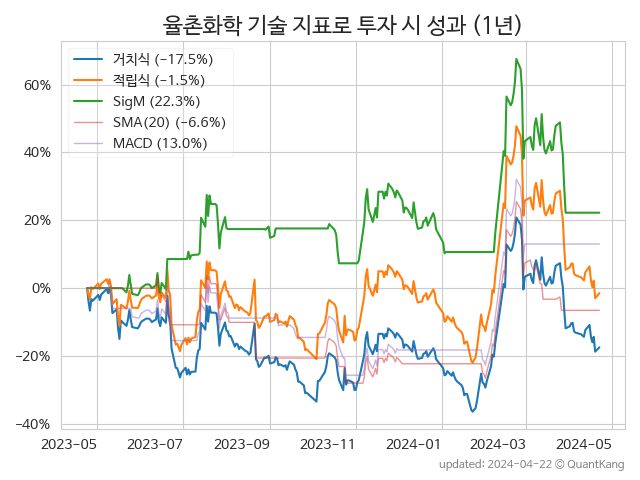 율촌화학 기술 지표로 투자 시 성과 (1년)
거치식 (−17.5%)
적립식 (−1.5%)
SigM (22.3%)
SMA(20) (−6.6%)
MACD (13.0%)
60%
40%
20%
0%
−20%
−40%
2023-05 2023-07 2023-09 2023-11 2024-01 2024-03 2024-05
updated: 2024-04-22 © QuantKang